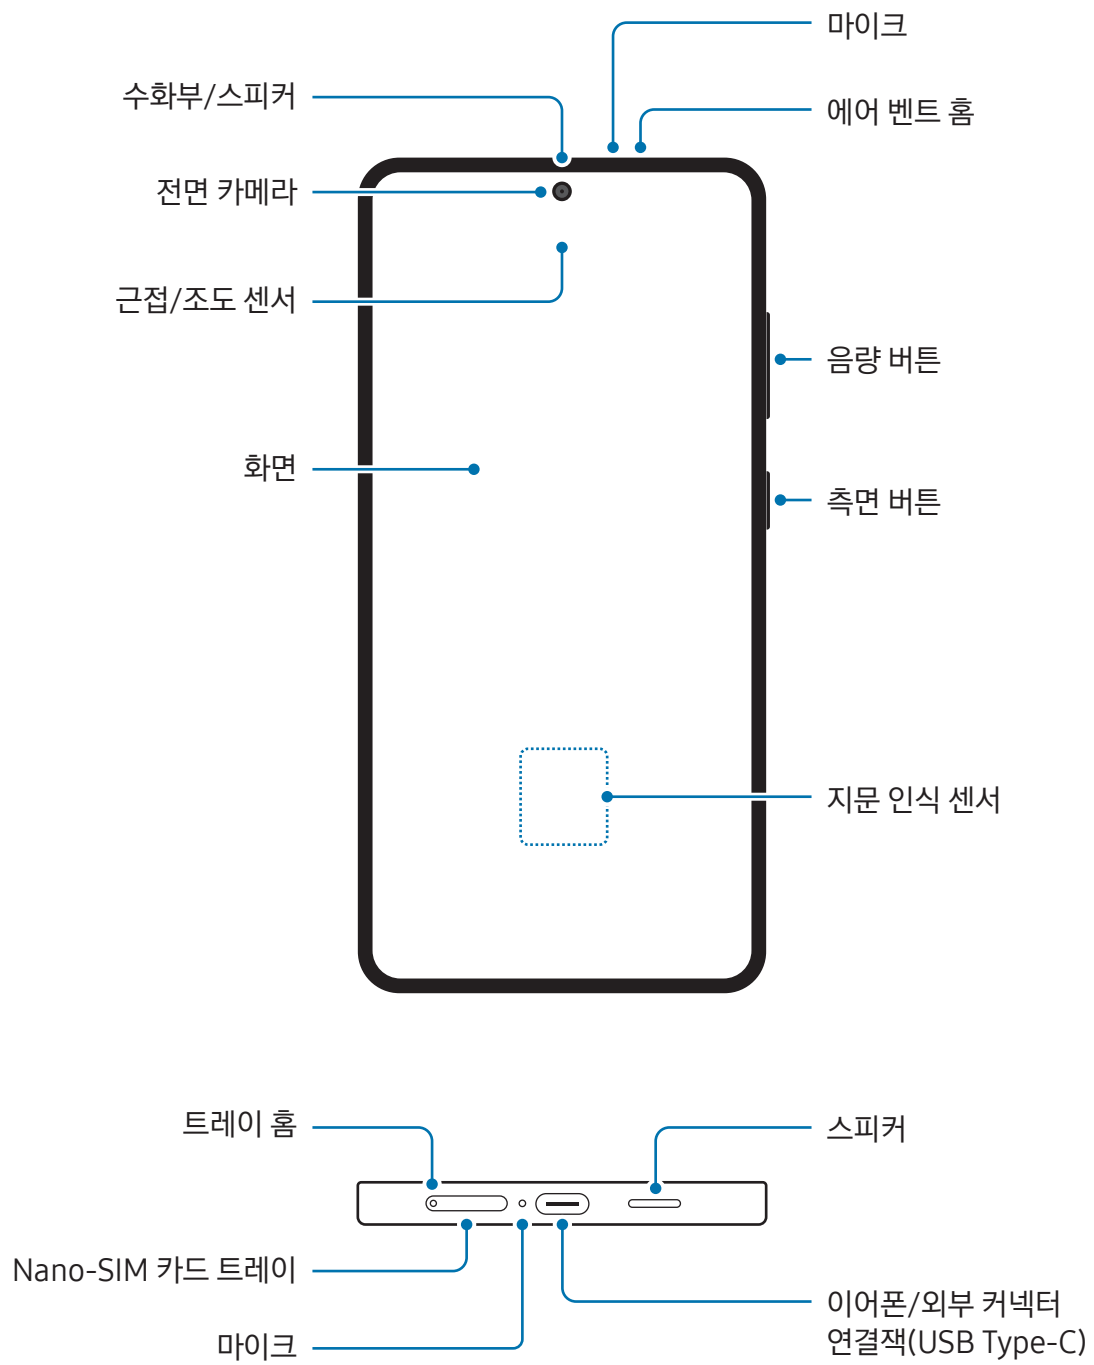 마이크
수화부/스피커
에어 벤트 홈
전면 카메라
근접/조도 센서
음량 버튼
화면
측면 버튼
지문 인식 센서
트레이 홈
스피커
Nano-SIM 카드 트레이
이어폰/외부 커넥터
연결잭(USB Type-C)
마이크